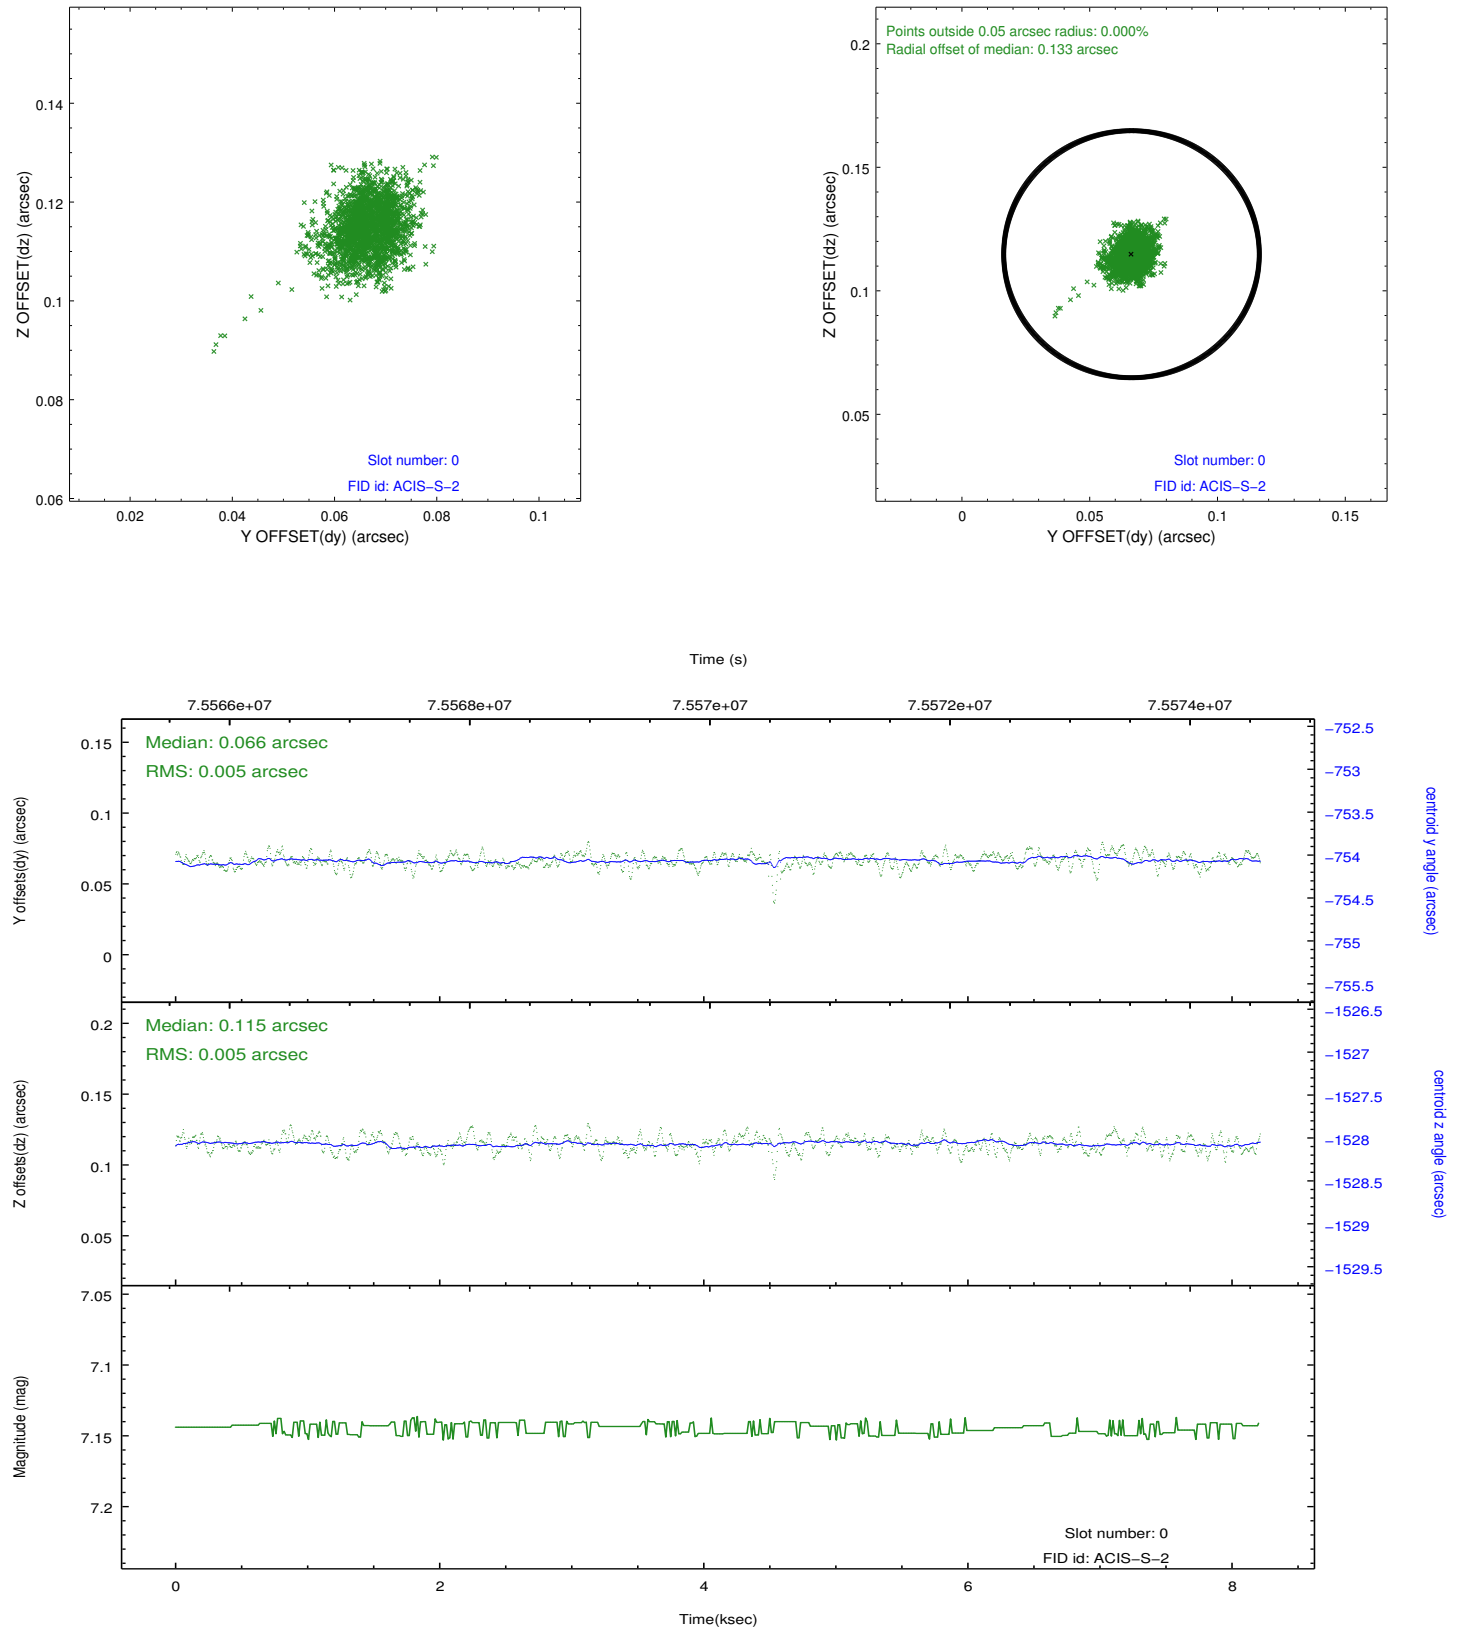 0.14
0.12
0.1
0.08
0.06
Z OFFSET(dz) (arcsec)
Slot number: 0
FID id: ACIS−S−2
0.02 0.04 0.06 0.08 0.1
Y OFFSET(dy) (arcsec)
Points outside 0.05 arcsec radius: 0.000%
Radial offset of median: 0.133 arcsec
0.2
0.15
0.1
0.05
Z OFFSET(dz) (arcsec)
Slot number: 0
FID id: ACIS−S−2
0 0.05 0.1 0.15
Y OFFSET(dy) (arcsec)
Time (s)
7.5566e+07 7.5568e+07 7.557e+07 7.5572e+07 7.5574e+07
Median: 0.066 arcsec
RMS: 0.005 arcsec
0.15
0.1
0.05
0
Y offsets(dy) (arcsec)
−752.5
−753
−753.5
−754
−754.5
−755
−755.5
centroid y angle (arcsec)
Median: 0.115 arcsec
RMS: 0.005 arcsec
0.2
0.15
0.1
0.05
Z offsets(dz) (arcsec)
−1526.5
−1527
−1527.5
−1528
−1528.5
−1529
−1529.5
centroid z angle (arcsec)
7.05
7.1
7.15
7.2
Magnitude (mag)
Slot number: 0
FID id: ACIS−S−2
0 2 4 6 8
Time(ksec)